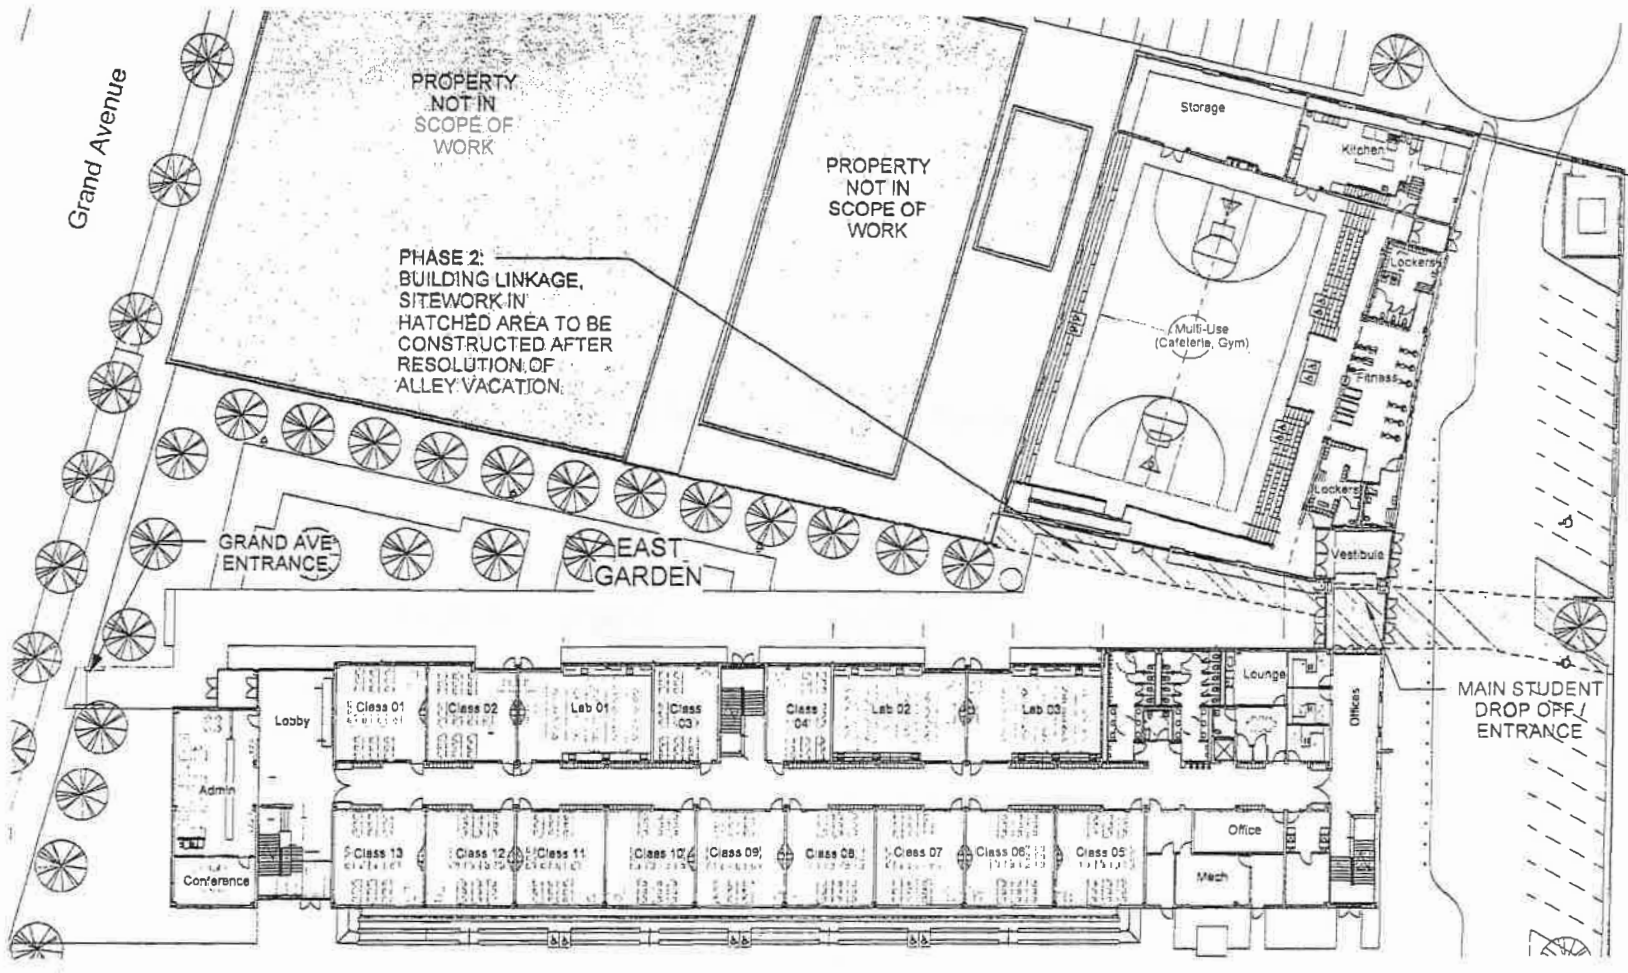 Grand Avenue
PROPERTY
NOT IN
SCOPE OF
WORK
PROPERTY
NOT IN
SCOPE OF
WORK
PHASE 2:
BUILDING LINKAGE,
SITEWORK IN
HATCHED AREA TO BE
CONSTRUCTED AFTER
RESOLUTION OF
ALLEY VACATION.
Storage
Kitchen
Lockers
Multi-Use
(Cafeteria, Gym)
Fitness
Lockers
Vestibule
GRAND AVE
ENTRANCE
EAST
GARDEN
MAIN STUDENT
DROP OFF /
ENTRANCE
Lobby
Class 01
Class 02
Lab 01
Class
03
Class
04
Lab 02
Lab 03
Lounge
Offices
Admin
Conference
Class 13
Class 12
Class 11
Class 10
Class 09
Class 08
Class 07
Class 06
Class 05
Office
Mech